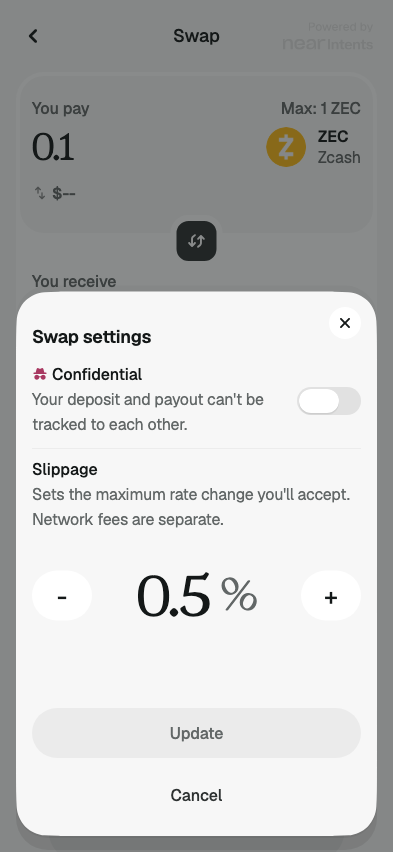 Swap
Powered by
near Intents
You pay
Max: 1 ZEC
0.1
ZEC
Zcash
$--
You receive
Swap settings
Confidential
Your deposit and payout can't be
tracked to each other.
Slippage
Sets the maximum rate change you'll accept.
Network fees are separate.
-
0.5 %
+
Update
Cancel